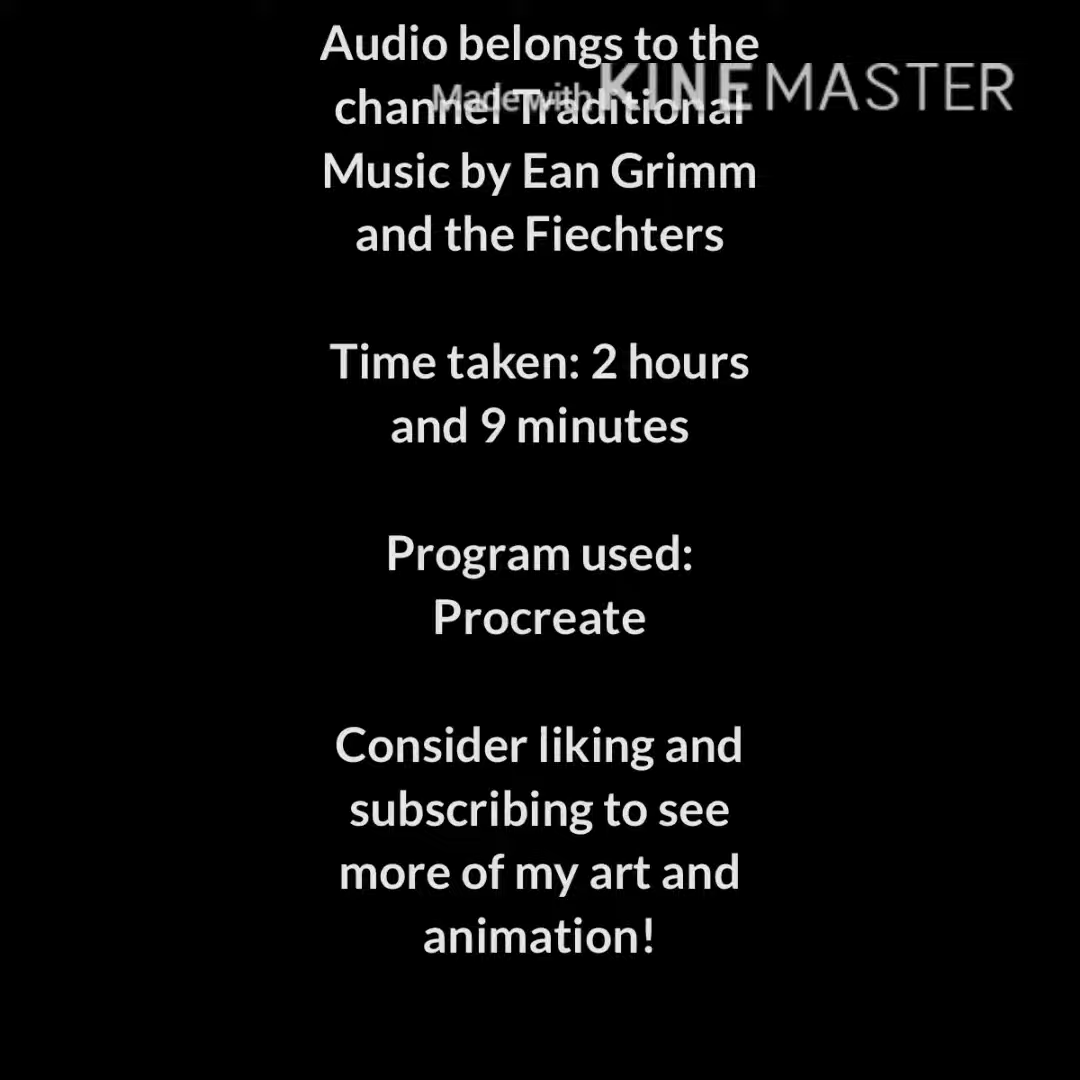 Audio belongs to the
Made with KINEMASTER
channel Traditional
Music by Ean Grimm
and the Fiechters
Time taken: 2 hours
and 9 minutes
Program used:
Procreate
Consider liking and
subscribing to see
more of my art and
animation!